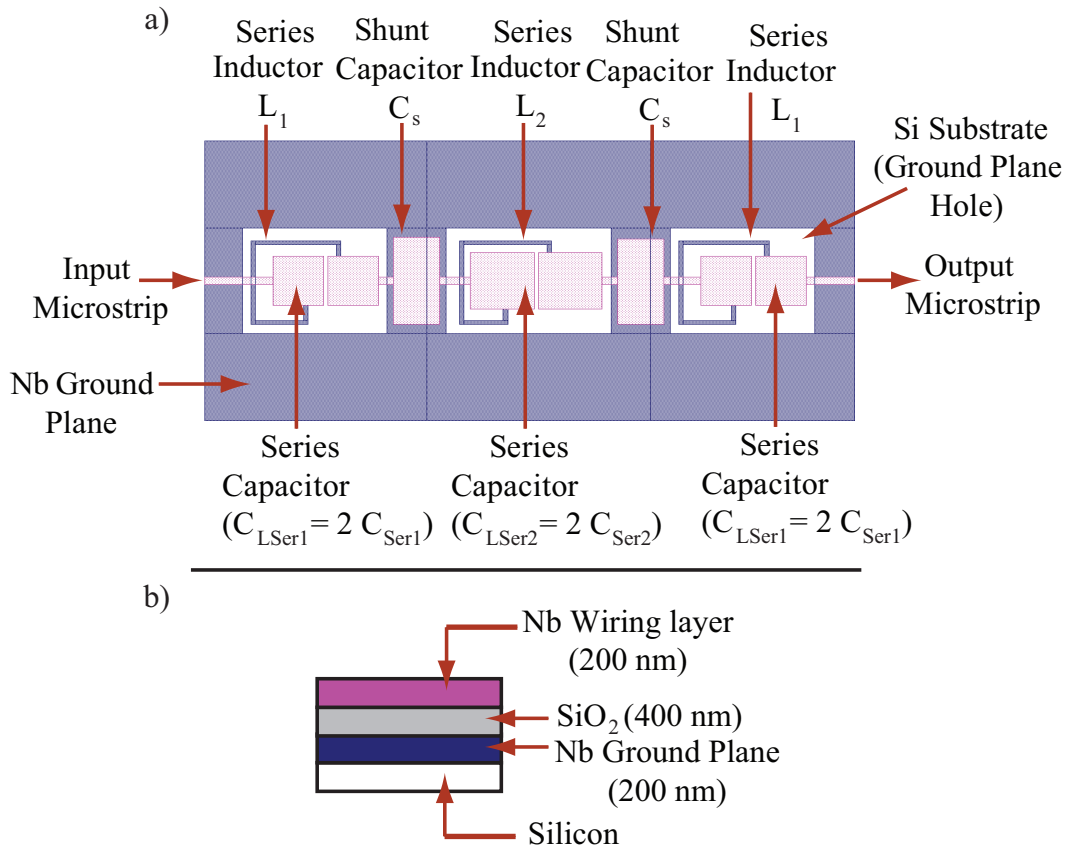 a)
Series
Inductor
L1
Shunt
Capacitor
Cs
Series
Inductor
L2
Shunt
Capacitor
Cs
Series
Inductor
L1
Si Substrate
(Ground Plane
Hole)
Input
Microstrip
Output
Microstrip
Nb Ground
Plane
Series
Capacitor
(CLSer1= 2 CSer1)
Series
Capacitor
(CLSer2= 2 CSer2)
Series
Capacitor
(CLSer1= 2 CSer1)
b)
Nb Wiring layer
(200 nm)
SiO2 (400 nm)
Nb Ground Plane
(200 nm)
Silicon